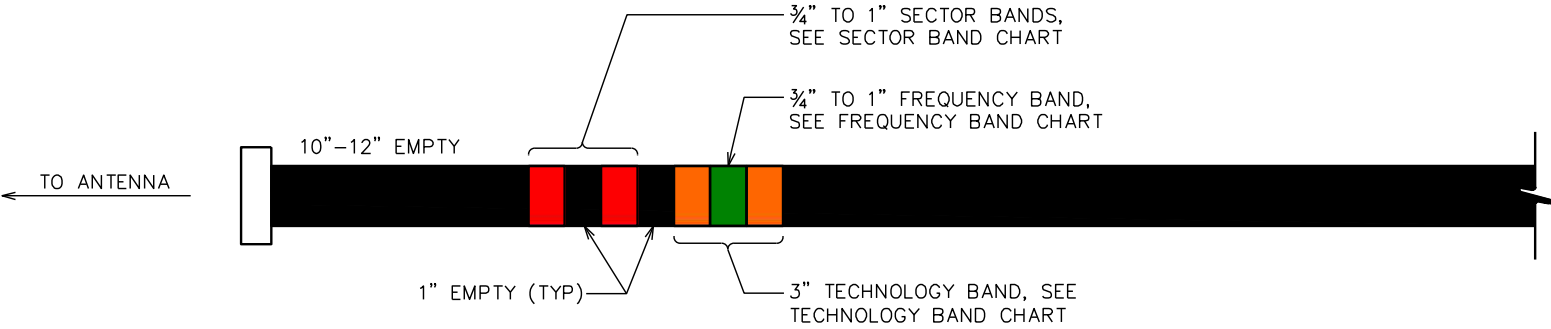 ¾” TO 1” SECTOR BANDS,
SEE SECTOR BAND CHART
¾” TO 1” FREQUENCY BAND,
SEE FREQUENCY BAND CHART
10”–12” EMPTY
TO ANTENNA
1” EMPTY (TYP)
3” TECHNOLOGY BAND, SEE
TECHNOLOGY BAND CHART